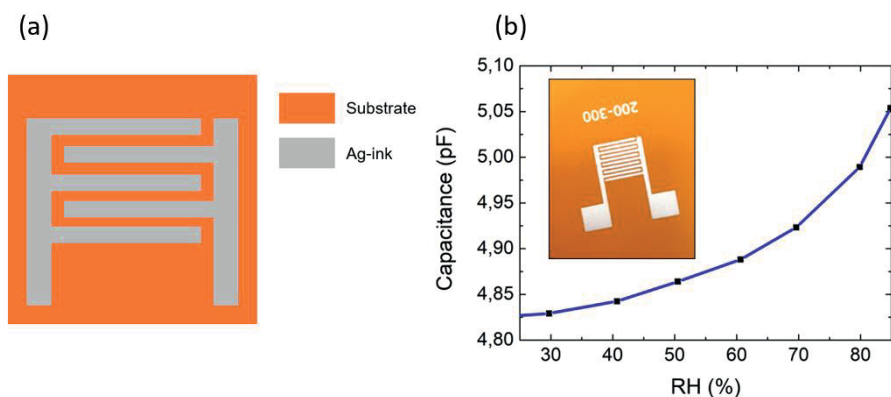 (a)
Substrate
Ag-ink
(b)
Capacitance (pF)
5,10
5,05
5,00
4,95
4,90
4,85
4,80
200-300
30
40
50
60
70
80
RH (%)